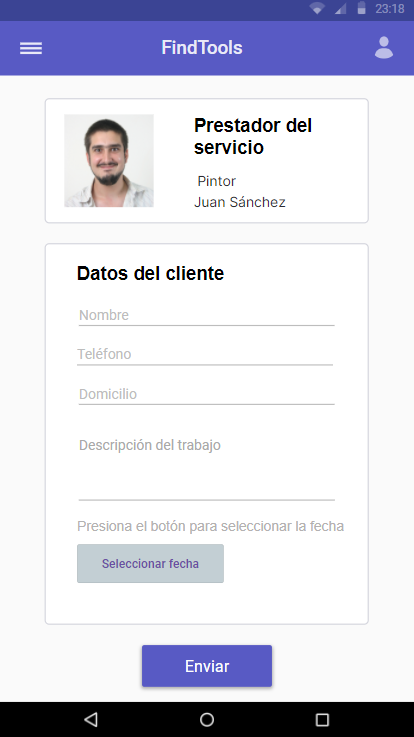 23:18
FindTools
Prestador del
servicio
Pintor
Juan Sánchez
Datos del cliente
Nombre
Teléfono
Domicilio
Descripción del trabajo
Presiona el botón para seleccionar la fecha
Seleccionar fecha
Enviar